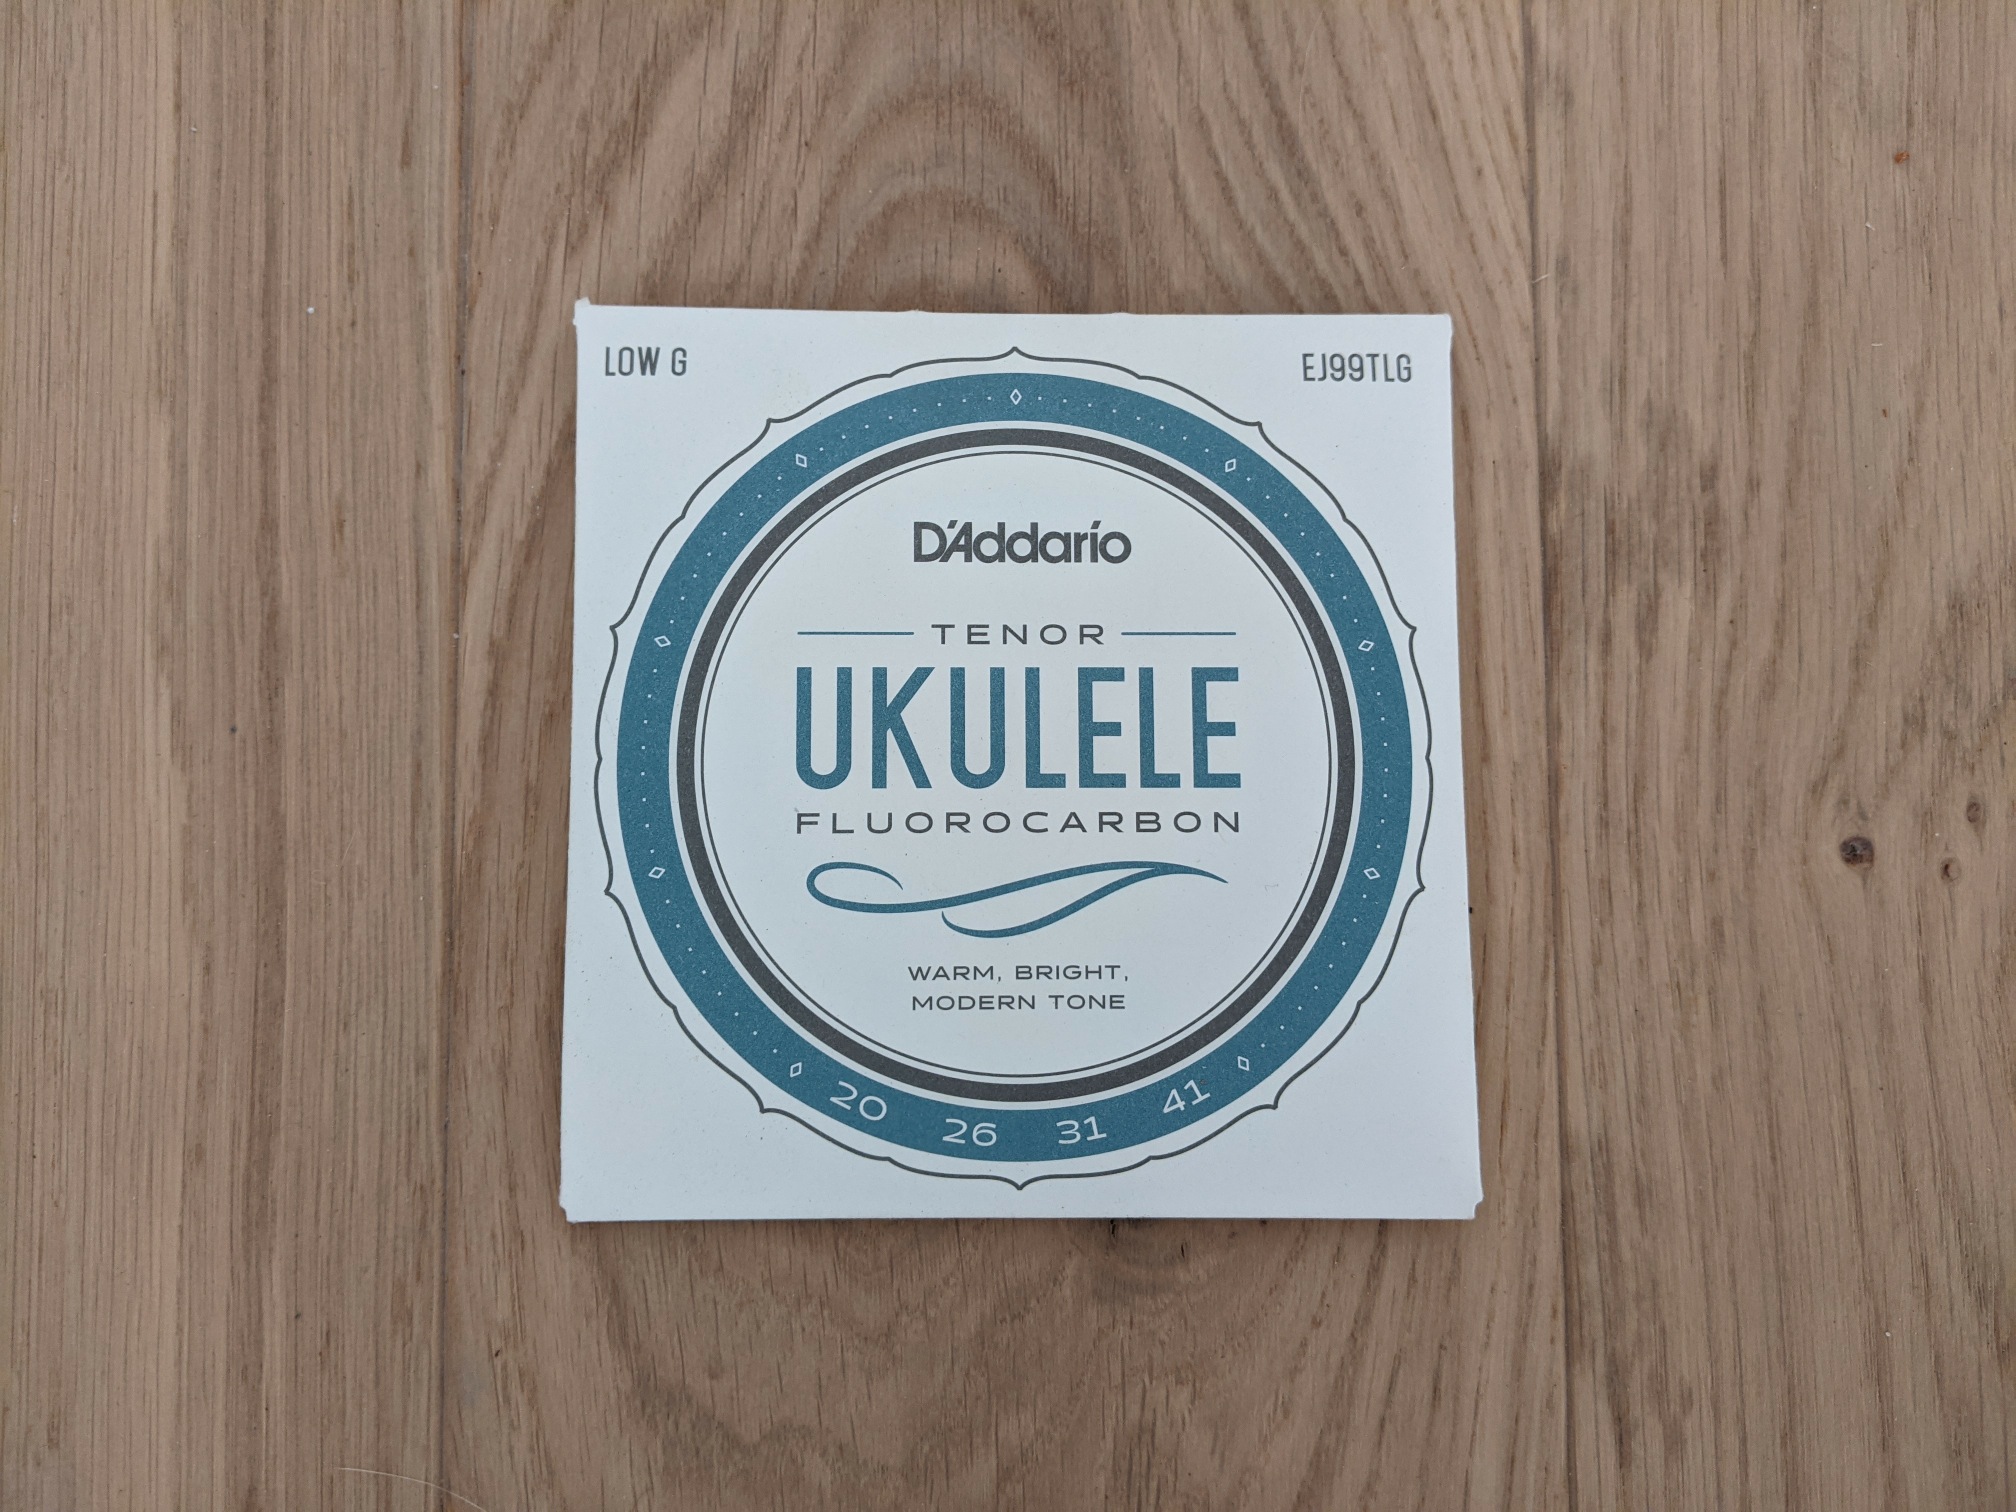 LOW G
EJ99TLG
D'Addario
TENOR
UKULELE
FLUOROCARBON
WARM, BRIGHT,
MODERN TONE
20 26 31 41